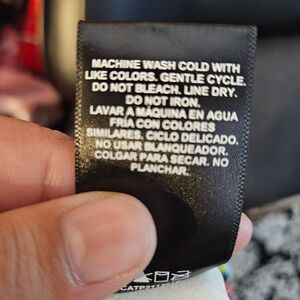 MACHINE WASH COLD WITH
LIKE COLORS. GENTLE CYCLE.
DO NOT BLEACH. LINE DRY.
DO NOT IRON.
LAVAR A MÁQUINA EN AGUA
FRIA CON COLORES
SIMILARES. CICLO DELICADO.
NO USAR BLANQUEADOR.
COLGAR PARA SECAR. NO
PLANCHAR.